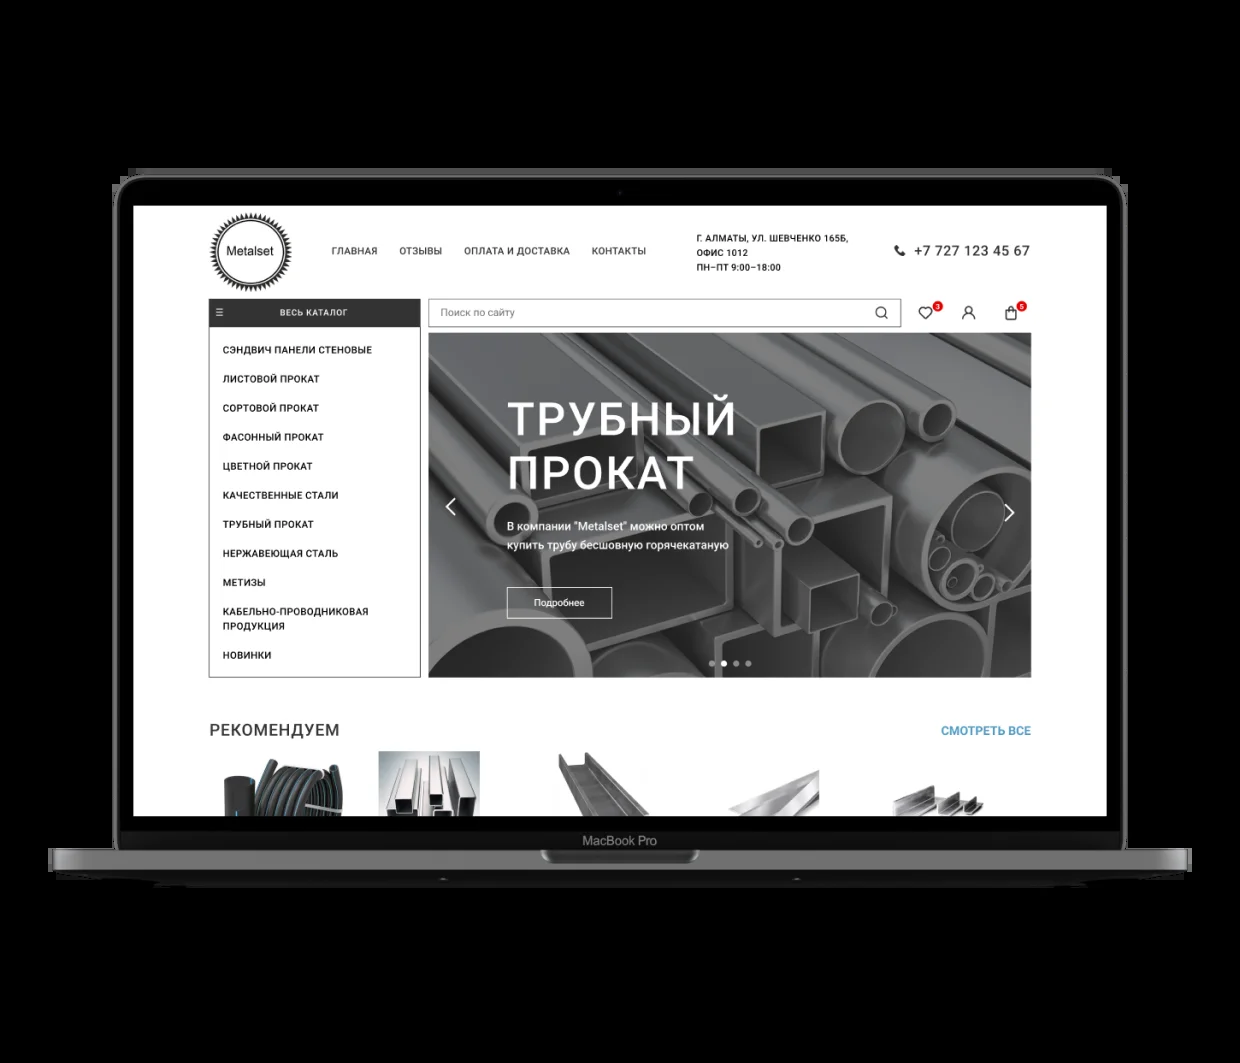 Metalset
ГЛАВНАЯ ОТЗЫВЫ ОПЛАТА И ДОСТАВКА КОНТАКТЫ
Г. АЛМАТЫ, УЛ. ШЕВЧЕНКО 165Б,
ОФИС 1012
ПН–ПТ 9:00–18:00
+7 727 123 45 67
ВЕСЬ КАТАЛОГ
Поиск по сайту
3
5
СЭНДВИЧ ПАНЕЛИ СТЕНОВЫЕ
ЛИСТОВОЙ ПРОКАТ
СОРТОВОЙ ПРОКАТ
ФАСОННЫЙ ПРОКАТ
ЦВЕТНОЙ ПРОКАТ
КАЧЕСТВЕННЫЕ СТАЛИ
ТРУБНЫЙ ПРОКАТ
НЕРЖАВЕЮЩАЯ СТАЛЬ
МЕТИЗЫ
КАБЕЛЬНО-ПРОВОДНИКОВАЯ
ПРОДУКЦИЯ
НОВИНКИ
ТРУБНЫЙ
ПРОКАТ
В компании "Metalset" можно оптом
купить трубу бесшовную горячекатаную
Подробнее
РЕКОМЕНДУЕМ
СМОТРЕТЬ ВСЕ
MacBook Pro